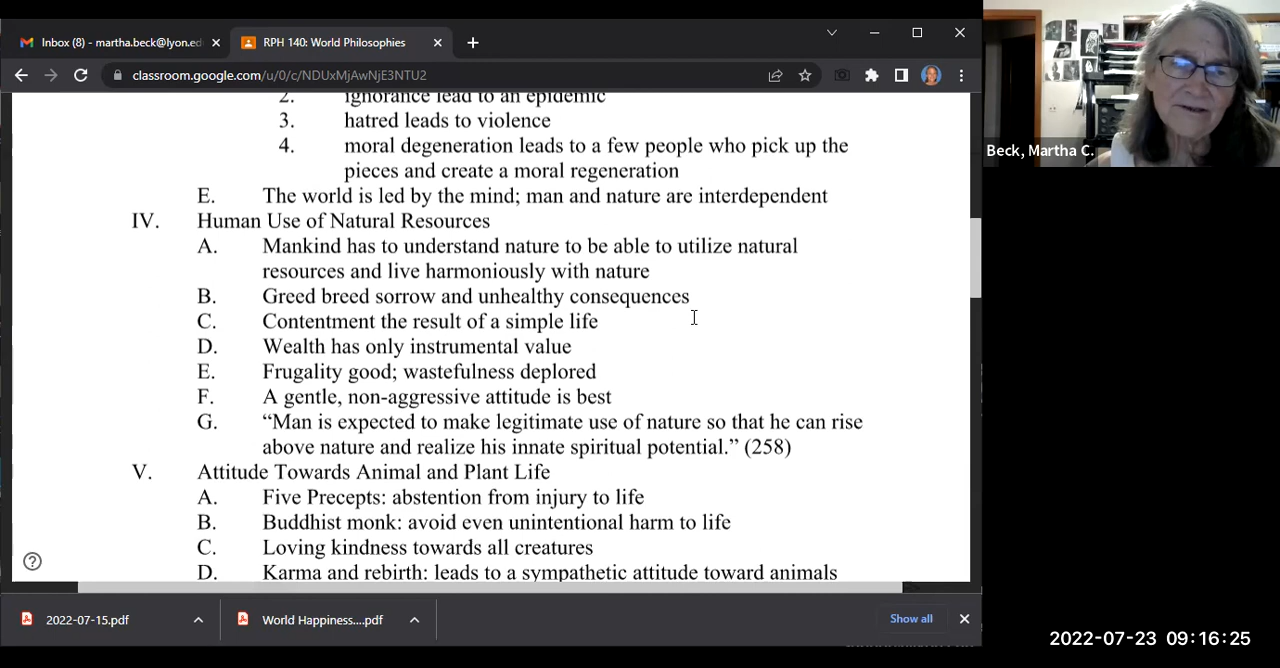 Inbox (8) - martha.beck@lyon.ed
RPH 140: World Philosophies
classroom.google.com/u/0/c/NDUxMjAwNjE3NTU2
2. ignorance lead to an epidemic
3. hatred leads to violence
4. moral degeneration leads to a few people who pick up the
pieces and create a moral regeneration
E. The world is led by the mind; man and nature are interdependent
IV. Human Use of Natural Resources
A. Mankind has to understand nature to be able to utilize natural
resources and live harmoniously with nature
B. Greed breed sorrow and unhealthy consequences
C. Contentment the result of a simple life
D. Wealth has only instrumental value
E. Frugality good; wastefulness deplored
F. A gentle, non-aggressive attitude is best
G. “Man is expected to make legitimate use of nature so that he can rise
above nature and realize his innate spiritual potential.” (258)
V. Attitude Towards Animal and Plant Life
A. Five Precepts: abstention from injury to life
B. Buddhist monk: avoid even unintentional harm to life
C. Loving kindness towards all creatures
D. Karma and rebirth: leads to a sympathetic attitude toward animals
2022-07-15.pdf
World Happiness....pdf
Show all
Beck, Martha C.
2022-07-23 09:16:25